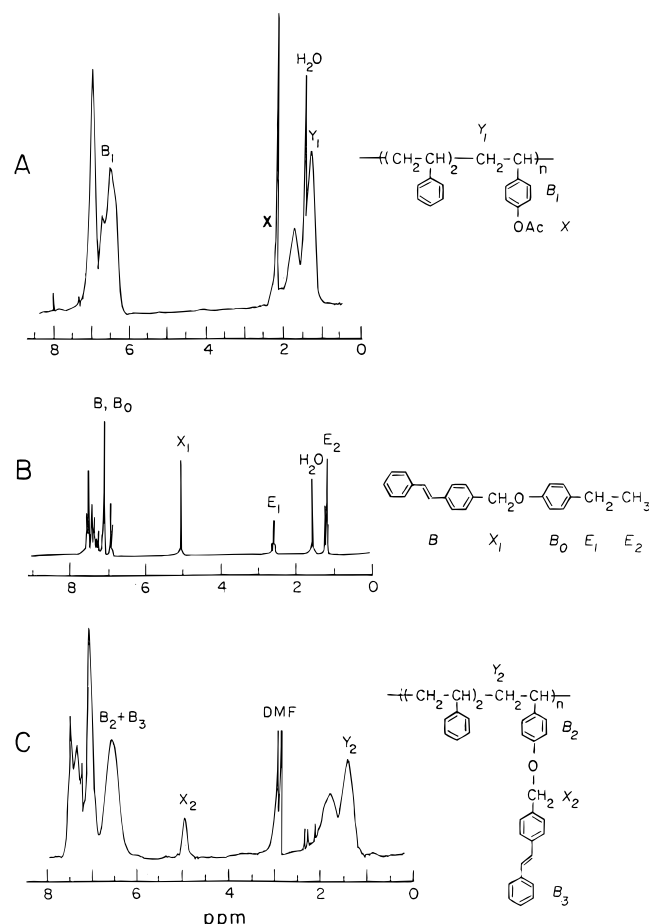 A
B₁
X
H₂O
Y₁
8 6 4 2 0
Y₁
—((CH₂—CH)₂—CH₂—CH)ₙ—
B₁
OAc X
B
B, B₀
X₁
E₁
H₂O
E₂
8 6 4 2 0
CH₂O CH₂—CH₃
B X₁ B₀ E₁ E₂
C
B₂+B₃
X₂
DMF
Y₂
8 6 4 2 0
ppm
Y₂
—((CH₂—CH)₂—CH₂—CH)ₙ—
B₂
O
CH₂ X₂
B₃